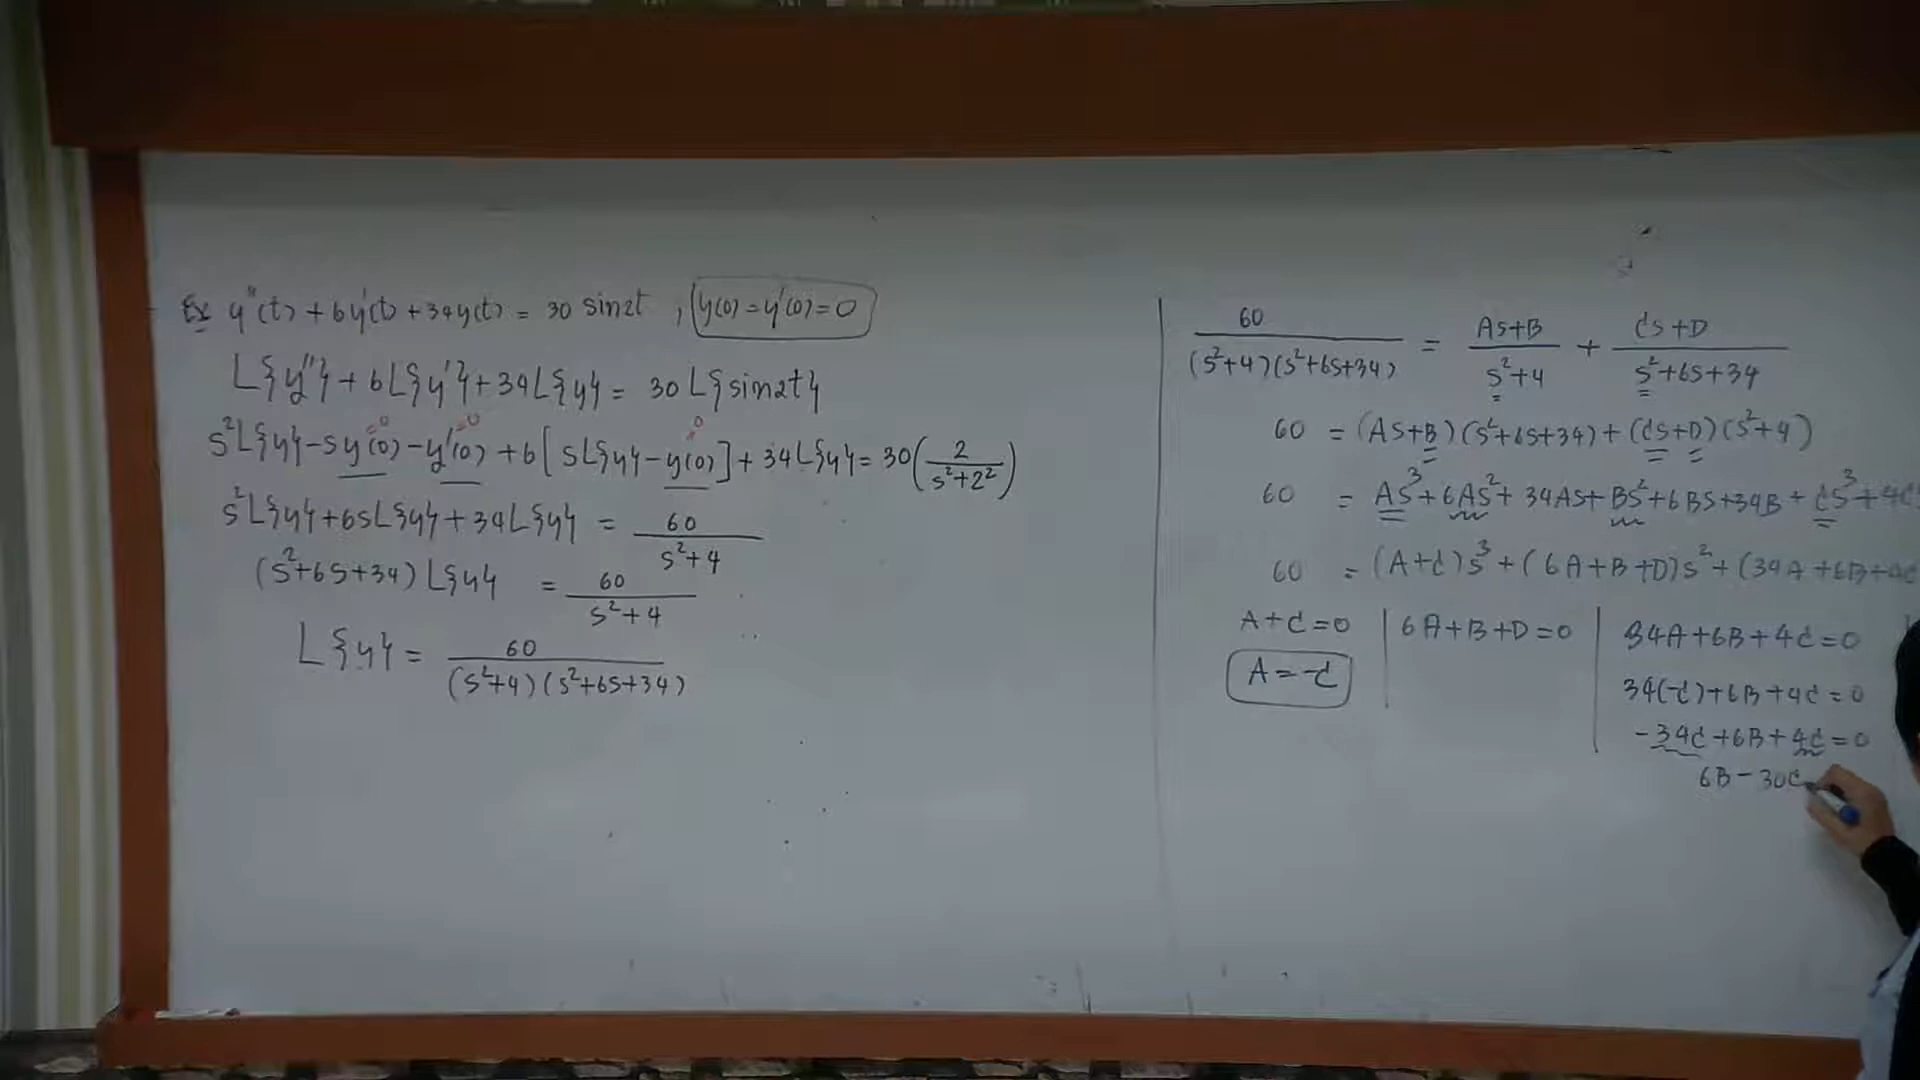 Ex y''(t) + 6y'(t) + 34y(t) = 30 sin2t , y(0) = y'(0) = 0
L{y''} + 6L{y'} + 34L{y} = 30 L{sin2t}
s²L{y} - sy(0) - y'(0) + 6[sL{y} - y(0)] + 34L{y} = 30(2/(s²+2²))
=0 =0 0
s²L{y} + 6sL{y} + 34L{y} = 60/(s²+4)
(s²+6s+34) L{y} = 60/(s²+4)
L{y} = 60/((s²+4)(s²+6s+34))
60/((s²+4)(s²+6s+34)) = (As+B)/(s²+4) + (Cs+D)/(s²+6s+34)
60 = (As+B)(s²+6s+34) + (Cs+D)(s²+4)
60 = As³ + 6As² + 34As + Bs² + 6Bs + 34B + Cs³ + 4C
60 = (A+C)s³ + (6A+B+D)s² + (34A+6B+4C
A+C=0
A=-C
6A+B+D=0
34A+6B+4C=0
34(-C)+6B+4C=0
-34C+6B+4C=0
6B-30C